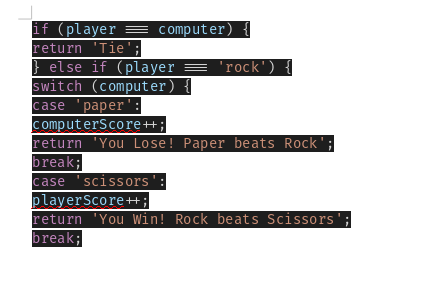 if (player === computer) {
return 'Tie';
} else if (player === 'rock') {
switch (computer) {
case 'paper':
computerScore++;
return 'You Lose! Paper beats Rock';
break;
case 'scissors':
playerScore++;
return 'You Win! Rock beats Scissors';
break;